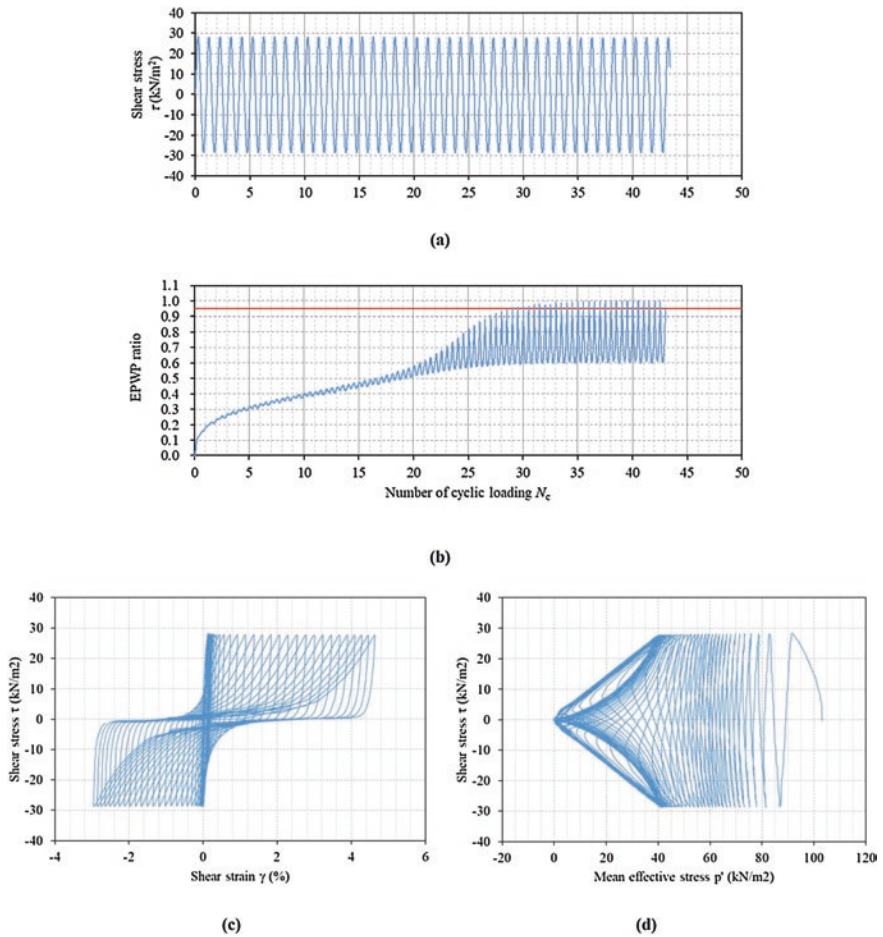 Shear stress
τ (kN/m²)
40
30
20
10
0
-10
-20
-30
-40
0 5 10 15 20 25 30 35 40 45 50
(a)
EPWP ratio
1.1
1.0
0.9
0.8
0.7
0.6
0.5
0.4
0.3
0.2
0.1
0.0
0 5 10 15 20 25 30 35 40 45 50
Number of cyclic loading Nc
(b)
Shear stress τ (kN/m2)
40
30
20
10
0
-10
-20
-30
-40
-4 -2 0 2 4 6
Shear strain γ (%)
(c)
Shear stress τ (kN/m2)
40
30
20
10
0
-10
-20
-30
-40
-20 0 20 40 60 80 100 120
Mean effective stress p' (kN/m2)
(d)